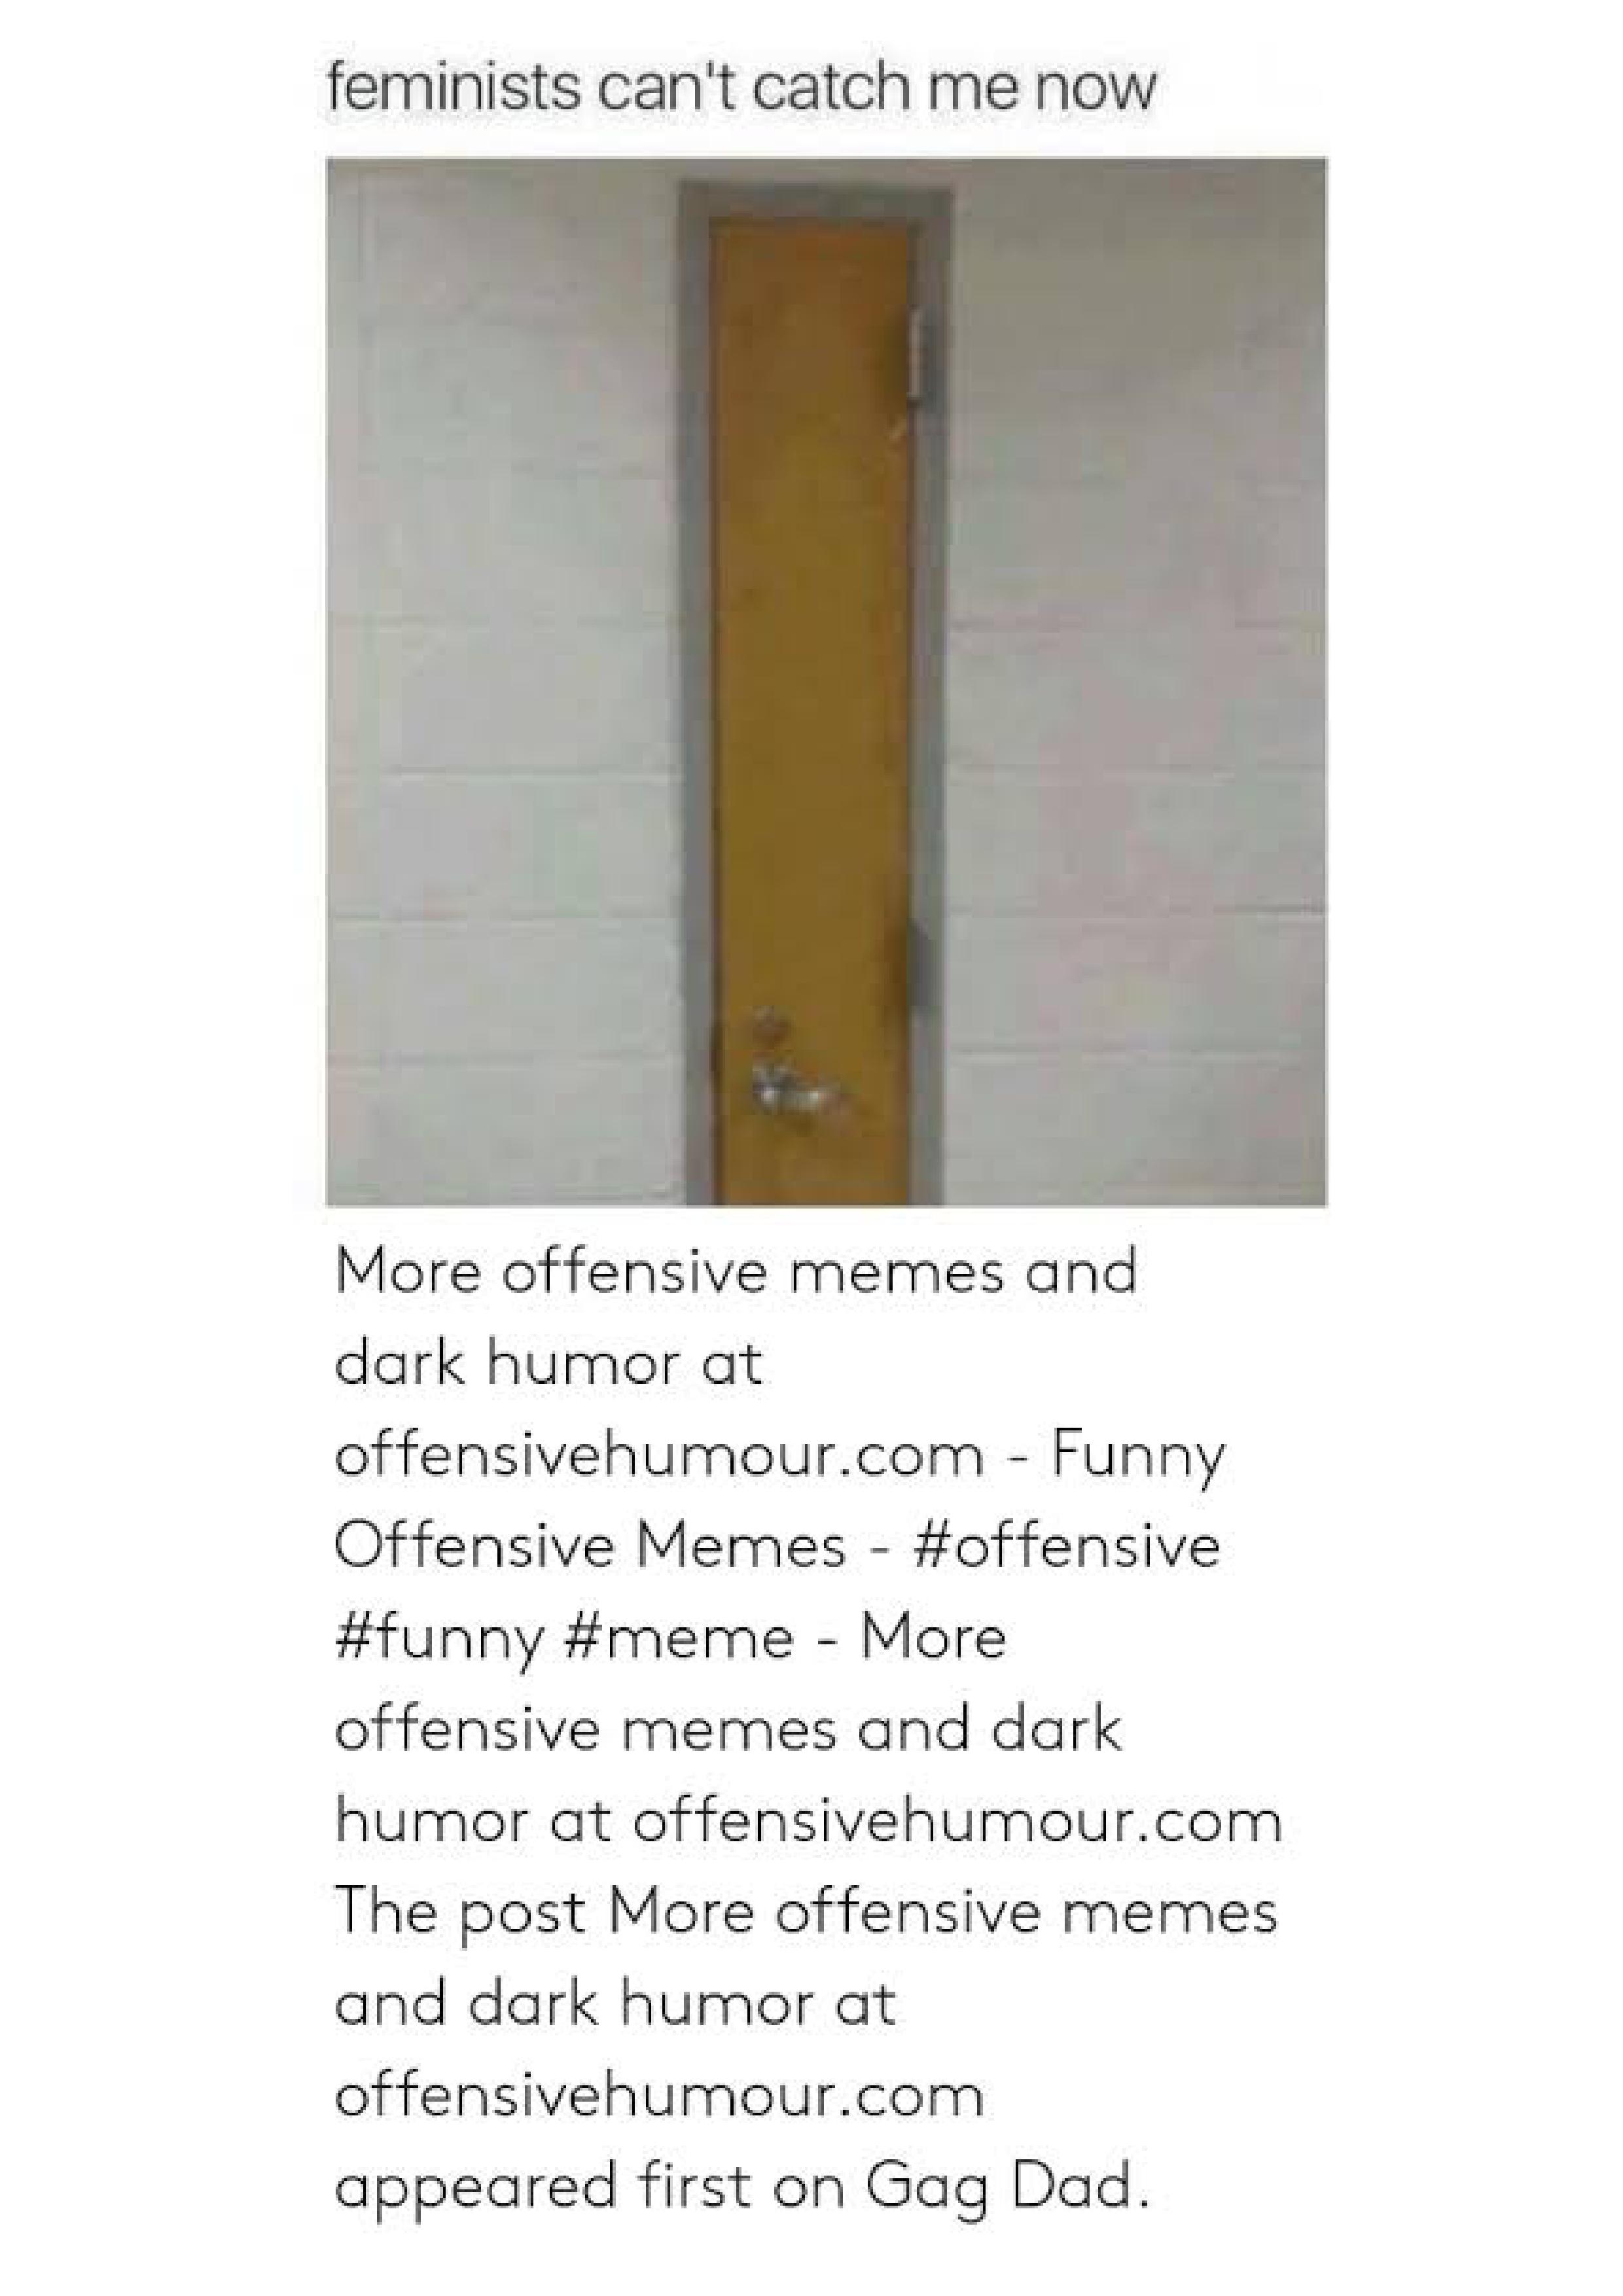 feminists can't catch me now
More offensive memes and
dark humor at
offensivehumour.com - Funny
Offensive Memes - #offensive
#funny #meme - More
offensive memes and dark
humor at offensivehumour.com
The post More offensive memes
and dark humor at
offensivehumour.com
appeared first on Gag Dad.